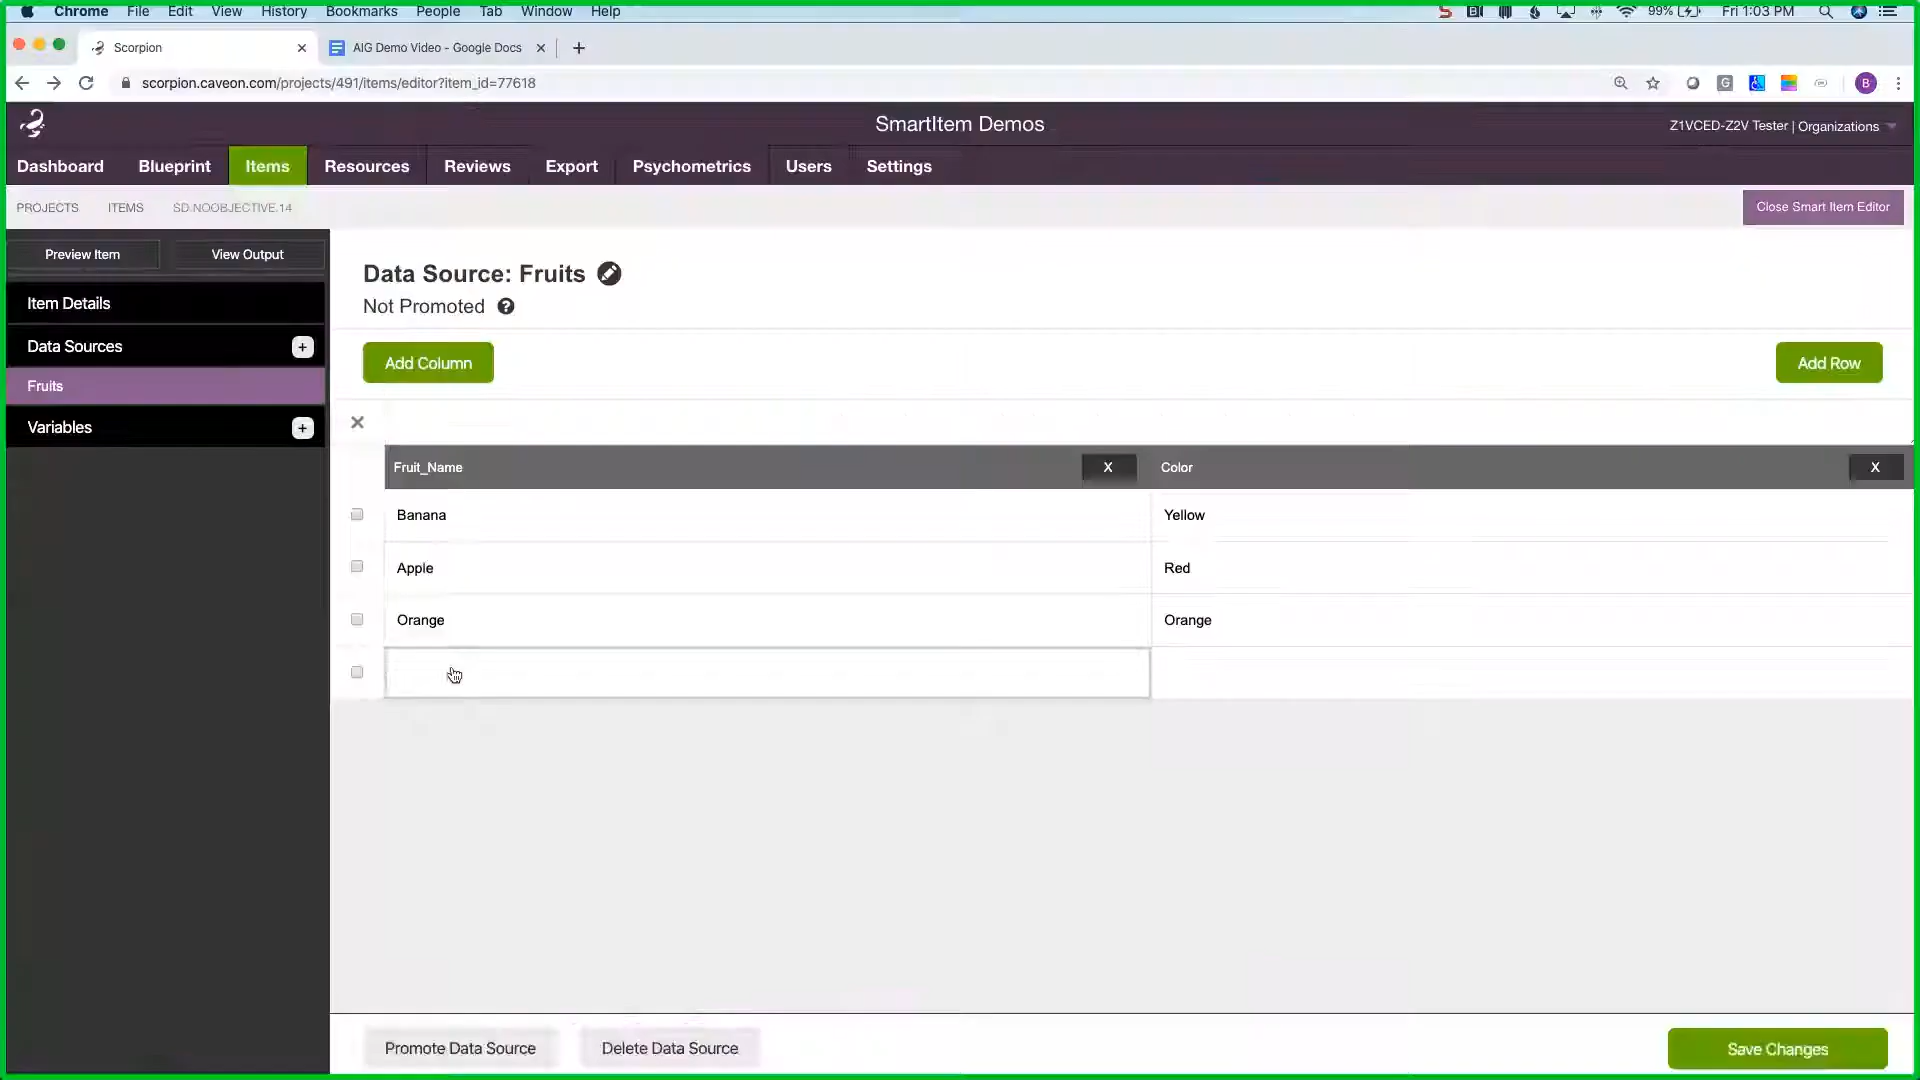 Chrome File Edit View History Bookmarks People Tab Window Help 99% Fri 1:03 PM
Scorpion AIG Demo Video - Google Docs
scorpion.caveon.com/projects/491/items/editor?item_id=77618 B
SmartItem Demos Z1VCED-Z2V Tester | Organizations
Dashboard Blueprint Items Resources Reviews Export Psychometrics Users Settings
PROJECTS ITEMS SD.NOOBJECTIVE.14 Close Smart Item Editor
Preview Item View Output
Item Details
Data Sources +
Fruits
Variables +
Data Source: Fruits
Not Promoted ?
Add Column Add Row
Fruit_Name X Color X
Banana Yellow
Apple Red
Orange Orange
Promote Data Source Delete Data Source Save Changes